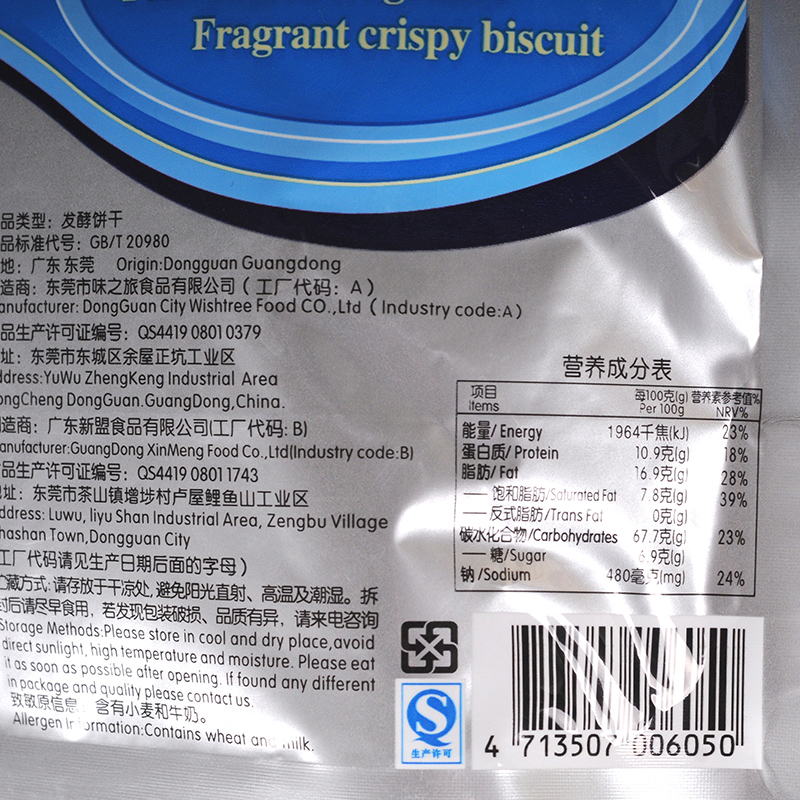 Fragrant crispy biscuit
品类型：发酵饼干
品标准代号：GB/T 20980
地：广东东莞 Origin:Dongguan Guangdong
造商：东莞市味之旅食品有限公司（工厂代码：A）
anufacturer: DongGuan City Wishtree Food CO.,Ltd（Industry code:A）
品生产许可证编号：QS4419 0801 0379
址：东莞市东城区余屋正坑工业区
ddress:YuWu ZhengKeng Industrial Area
ongCheng DongGuan.GuangDong,China.
造商：广东新盟食品有限公司(工厂代码: B)
anufacturer:GuangDong XinMeng Food Co.,Ltd(Industry code:B)
品生产许可证编号：QS4419 0801 1743
址：东莞市茶山镇增埗村卢屋鲤鱼山工业区
ddress: Luwu, liyu Shan Industrial Area, Zengbu Village
hashan Town,Dongguan City
工厂代码请见生产日期后面的字母）
贮藏方式:请存放于干凉处,避免阳光直射、高温及潮湿。拆
封后请尽早食用，若发现包装破损、品质有异，请来电咨询
Storage Methods:Please store in cool and dry place,avoid
direct sunlight, high temperature and moisture. Please eat
it as soon as possible after opening. If found any different
in package and quality please contact us.
致敏原信息：含有小麦和牛奶。
Allergen Information:Contains wheat and milk.
营养成分表
项目 每100克(g) 营养素参考值%
Items Per 100g NRV%
能量/ Energy 1964千焦(kJ) 23%
蛋白质/ Protein 10.9克(g) 18%
脂肪/ Fat 16.9克(g) 28%
—— 饱和脂肪/Saturated Fat 7.8克(g) 39%
—— 反式脂肪/Trans Fat 0克(g)
碳水化合物/Carbohydrates 67.7克(g) 23%
—— 糖/Sugar 6.9克(g)
钠 /Sodium 480毫克(mg) 24%
生产许可
4 713507 006050